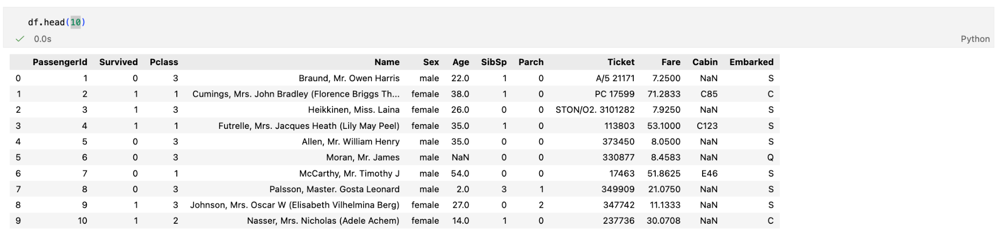 df.head(10)
0.0s Python
PassengerId Survived Pclass Name Sex Age SibSp Parch Ticket Fare Cabin Embarked
0 1 0 3 Braund, Mr. Owen Harris male 22.0 1 0 A/5 21171 7.2500 NaN S
1 2 1 1 Cumings, Mrs. John Bradley (Florence Briggs Th... female 38.0 1 0 PC 17599 71.2833 C85 C
2 3 1 3 Heikkinen, Miss. Laina female 26.0 0 0 STON/O2. 3101282 7.9250 NaN S
3 4 1 1 Futrelle, Mrs. Jacques Heath (Lily May Peel) female 35.0 1 0 113803 53.1000 C123 S
4 5 0 3 Allen, Mr. William Henry male 35.0 0 0 373450 8.0500 NaN S
5 6 0 3 Moran, Mr. James male NaN 0 0 330877 8.4583 NaN Q
6 7 0 1 McCarthy, Mr. Timothy J male 54.0 0 0 17463 51.8625 E46 S
7 8 0 3 Palsson, Master. Gosta Leonard male 2.0 3 1 349909 21.0750 NaN S
8 9 1 3 Johnson, Mrs. Oscar W (Elisabeth Vilhelmina Berg) female 27.0 0 2 347742 11.1333 NaN S
9 10 1 2 Nasser, Mrs. Nicholas (Adele Achem) female 14.0 1 0 237736 30.0708 NaN C